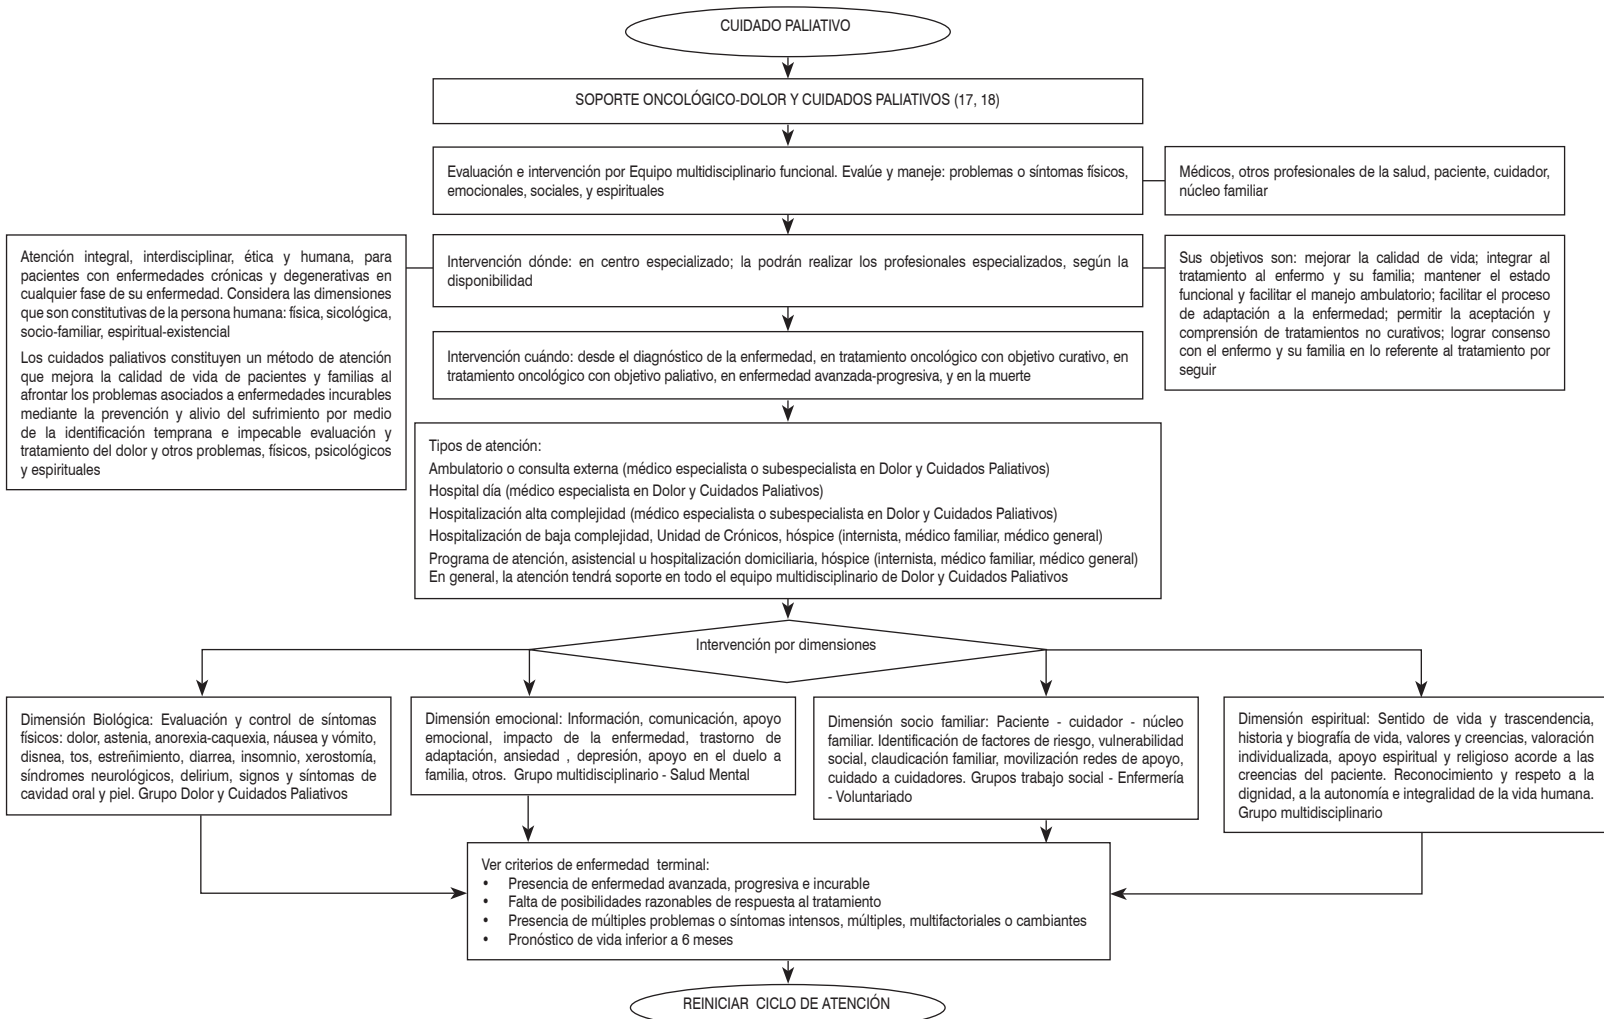 CUIDADO PALIATIVO
SOPORTE ONCOLÓGICO-DOLOR Y CUIDADOS PALIATIVOS (17, 18)
Evaluación e intervención por Equipo multidisciplinario funcional. Evalúe y maneje: problemas o síntomas físicos,
emocionales, sociales, y espirituales
Médicos, otros profesionales de la salud, paciente, cuidador,
núcleo familiar
Atención integral, interdisciplinar, ética y humana, para
pacientes con enfermedades crónicas y degenerativas en
cualquier fase de su enfermedad. Considera las dimensiones
que son constitutivas de la persona humana: física, sicológica,
socio-familiar, espiritual-existencial
Los cuidados paliativos constituyen un método de atención
que mejora la calidad de vida de pacientes y familias al
afrontar los problemas asociados a enfermedades incurables
mediante la prevención y alivio del sufrimiento por medio
de la identificación temprana e impecable evaluación y
tratamiento del dolor y otros problemas, físicos, psicológicos
y espirituales
Intervención dónde: en centro especializado; la podrán realizar los profesionales especializados, según la
disponibilidad
Sus objetivos son: mejorar la calidad de vida; integrar al
tratamiento al enfermo y su familia; mantener el estado
funcional y facilitar el manejo ambulatorio; facilitar el proceso
de adaptación a la enfermedad; permitir la aceptación y
comprensión de tratamientos no curativos; lograr consenso
con el enfermo y su familia en lo referente al tratamiento por
seguir
Intervención cuándo: desde el diagnóstico de la enfermedad, en tratamiento oncológico con objetivo curativo, en
tratamiento oncológico con objetivo paliativo, en enfermedad avanzada-progresiva, y en la muerte
Tipos de atención:
Ambulatorio o consulta externa (médico especialista o subespecialista en Dolor y Cuidados Paliativos)
Hospital día (médico especialista en Dolor y Cuidados Paliativos)
Hospitalización alta complejidad (médico especialista o subespecialista en Dolor y Cuidados Paliativos)
Hospitalización de baja complejidad, Unidad de Crónicos, hóspice (internista, médico familiar, médico general)
Programa de atención, asistencial u hospitalización domiciliaria, hóspice (internista, médico familiar, médico general)
En general, la atención tendrá soporte en todo el equipo multidisciplinario de Dolor y Cuidados Paliativos
Intervención por dimensiones
Dimensión Biológica: Evaluación y control de síntomas
físicos: dolor, astenia, anorexia-caquexia, náusea y vómito,
disnea, tos, estreñimiento, diarrea, insomnio, xerostomía,
síndromes neurológicos, delirium, signos y síntomas de
cavidad oral y piel. Grupo Dolor y Cuidados Paliativos
Dimensión emocional: Información, comunicación, apoyo
emocional, impacto de la enfermedad, trastorno de
adaptación, ansiedad , depresión, apoyo en el duelo a
familia, otros. Grupo multidisciplinario - Salud Mental
Dimensión socio familiar: Paciente - cuidador - núcleo
familiar. Identificación de factores de riesgo, vulnerabilidad
social, claudicación familiar, movilización redes de apoyo,
cuidado a cuidadores. Grupos trabajo social - Enfermería
- Voluntariado
Dimensión espiritual: Sentido de vida y trascendencia,
historia y biografía de vida, valores y creencias, valoración
individualizada, apoyo espiritual y religioso acorde a las
creencias del paciente. Reconocimiento y respeto a la
dignidad, a la autonomía e integralidad de la vida humana.
Grupo multidisciplinario
Ver criterios de enfermedad terminal:
• Presencia de enfermedad avanzada, progresiva e incurable
• Falta de posibilidades razonables de respuesta al tratamiento
• Presencia de múltiples problemas o síntomas intensos, múltiples, multifactoriales o cambiantes
• Pronóstico de vida inferior a 6 meses
REINICIAR CICLO DE ATENCIÓN